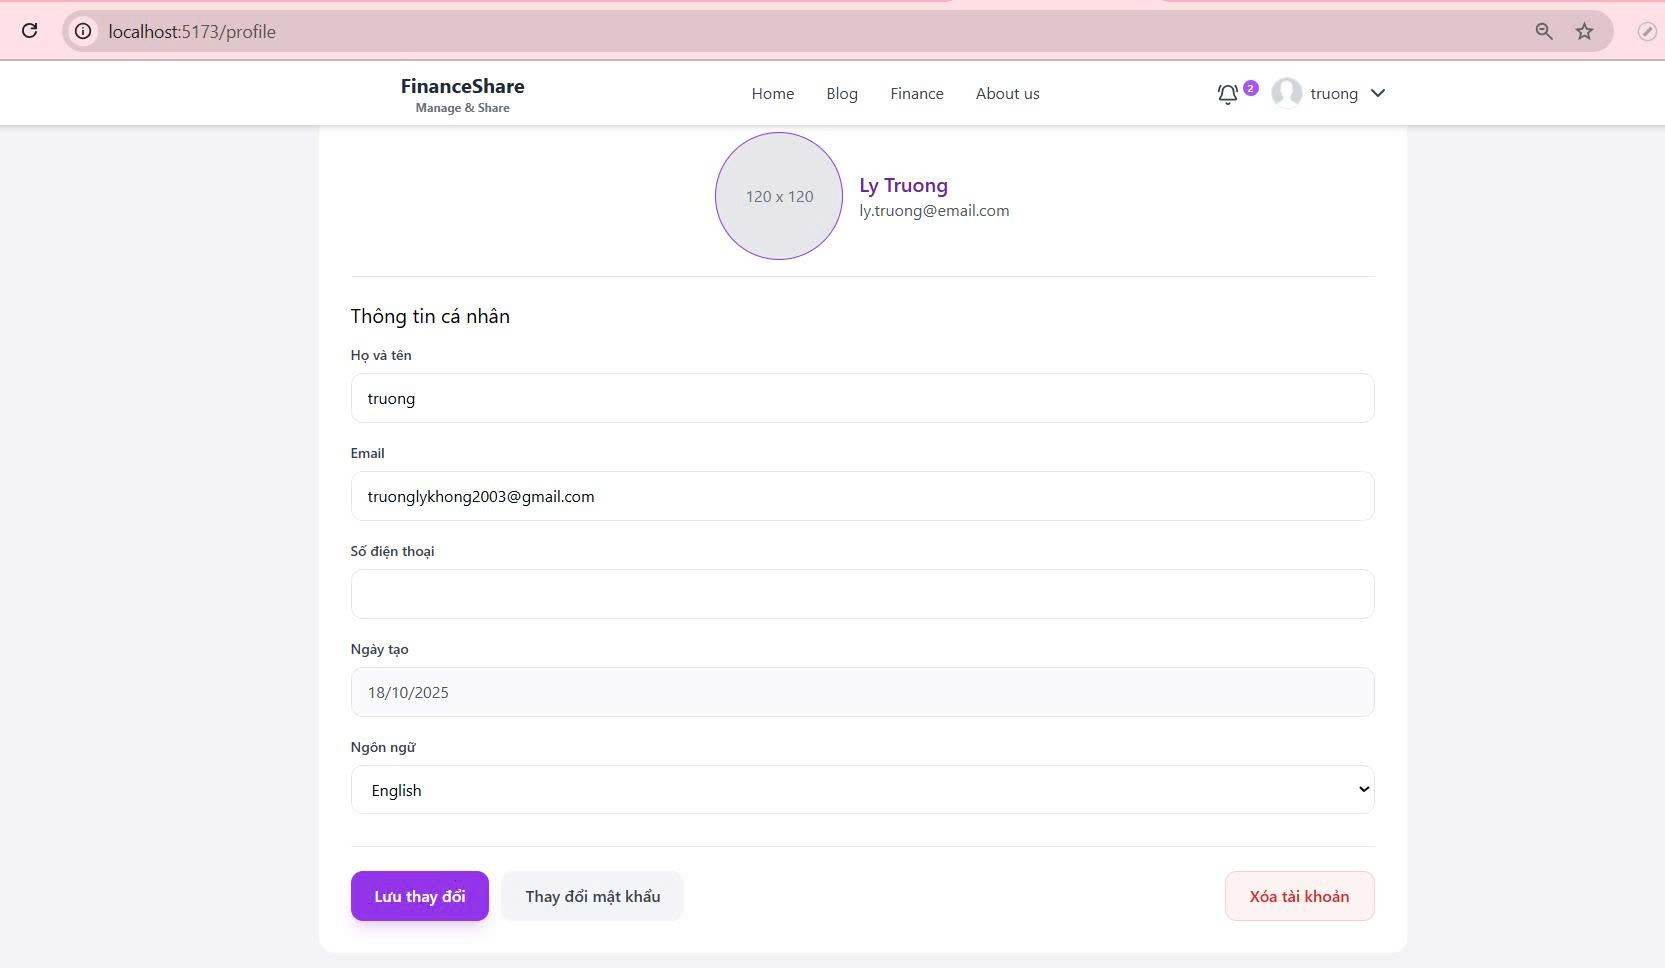 localhost:5173/profile
FinanceShare
Manage & Share
Home Blog Finance About us
2
truong
120 x 120
Ly Truong
ly.truong@email.com
Thông tin cá nhân
Họ và tên
truong
Email
truonglykhong2003@gmail.com
Số điện thoại
Ngày tạo
18/10/2025
Ngôn ngữ
English
Lưu thay đổi Thay đổi mật khẩu Xóa tài khoản